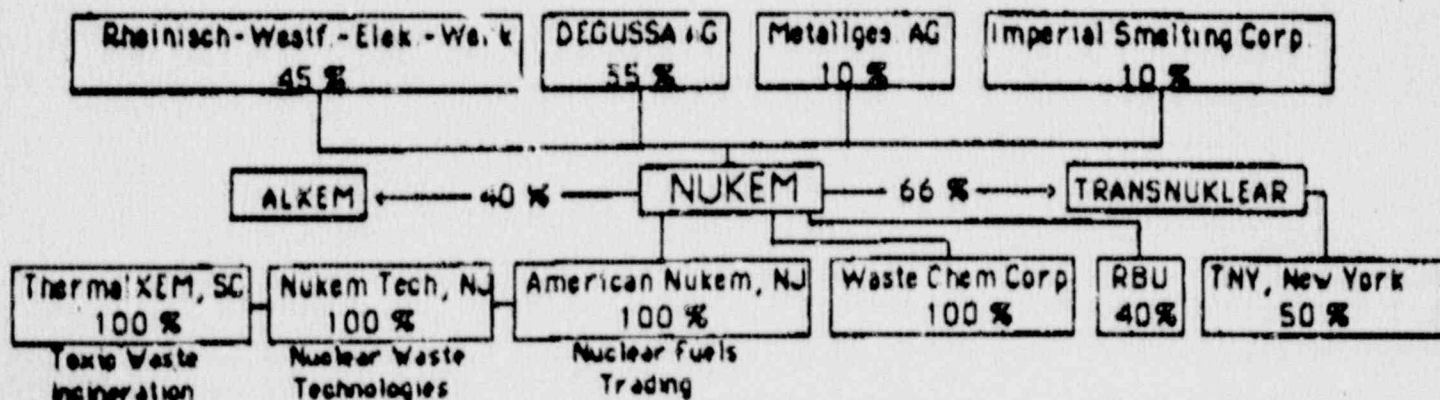 Rheinisch-Westf.-Elek.-We.k
45 %
DEGUSSA AG
55 %
Metallges AG
10 %
Imperial Smelting Corp
10 %
ALKEM
40 %
NUKEM
66 %
TRANSNUKLEAR
ThermalKEM, SC
100 %
Toxic Waste
Incineration
Nukem Tech, NJ
100 %
Nuclear Waste
Technologies
American Nukem, NJ
100 %
Nuclear Fuels
Trading
Waste Chem Corp
100 %
RBU
40%
TNY, New York
50 %